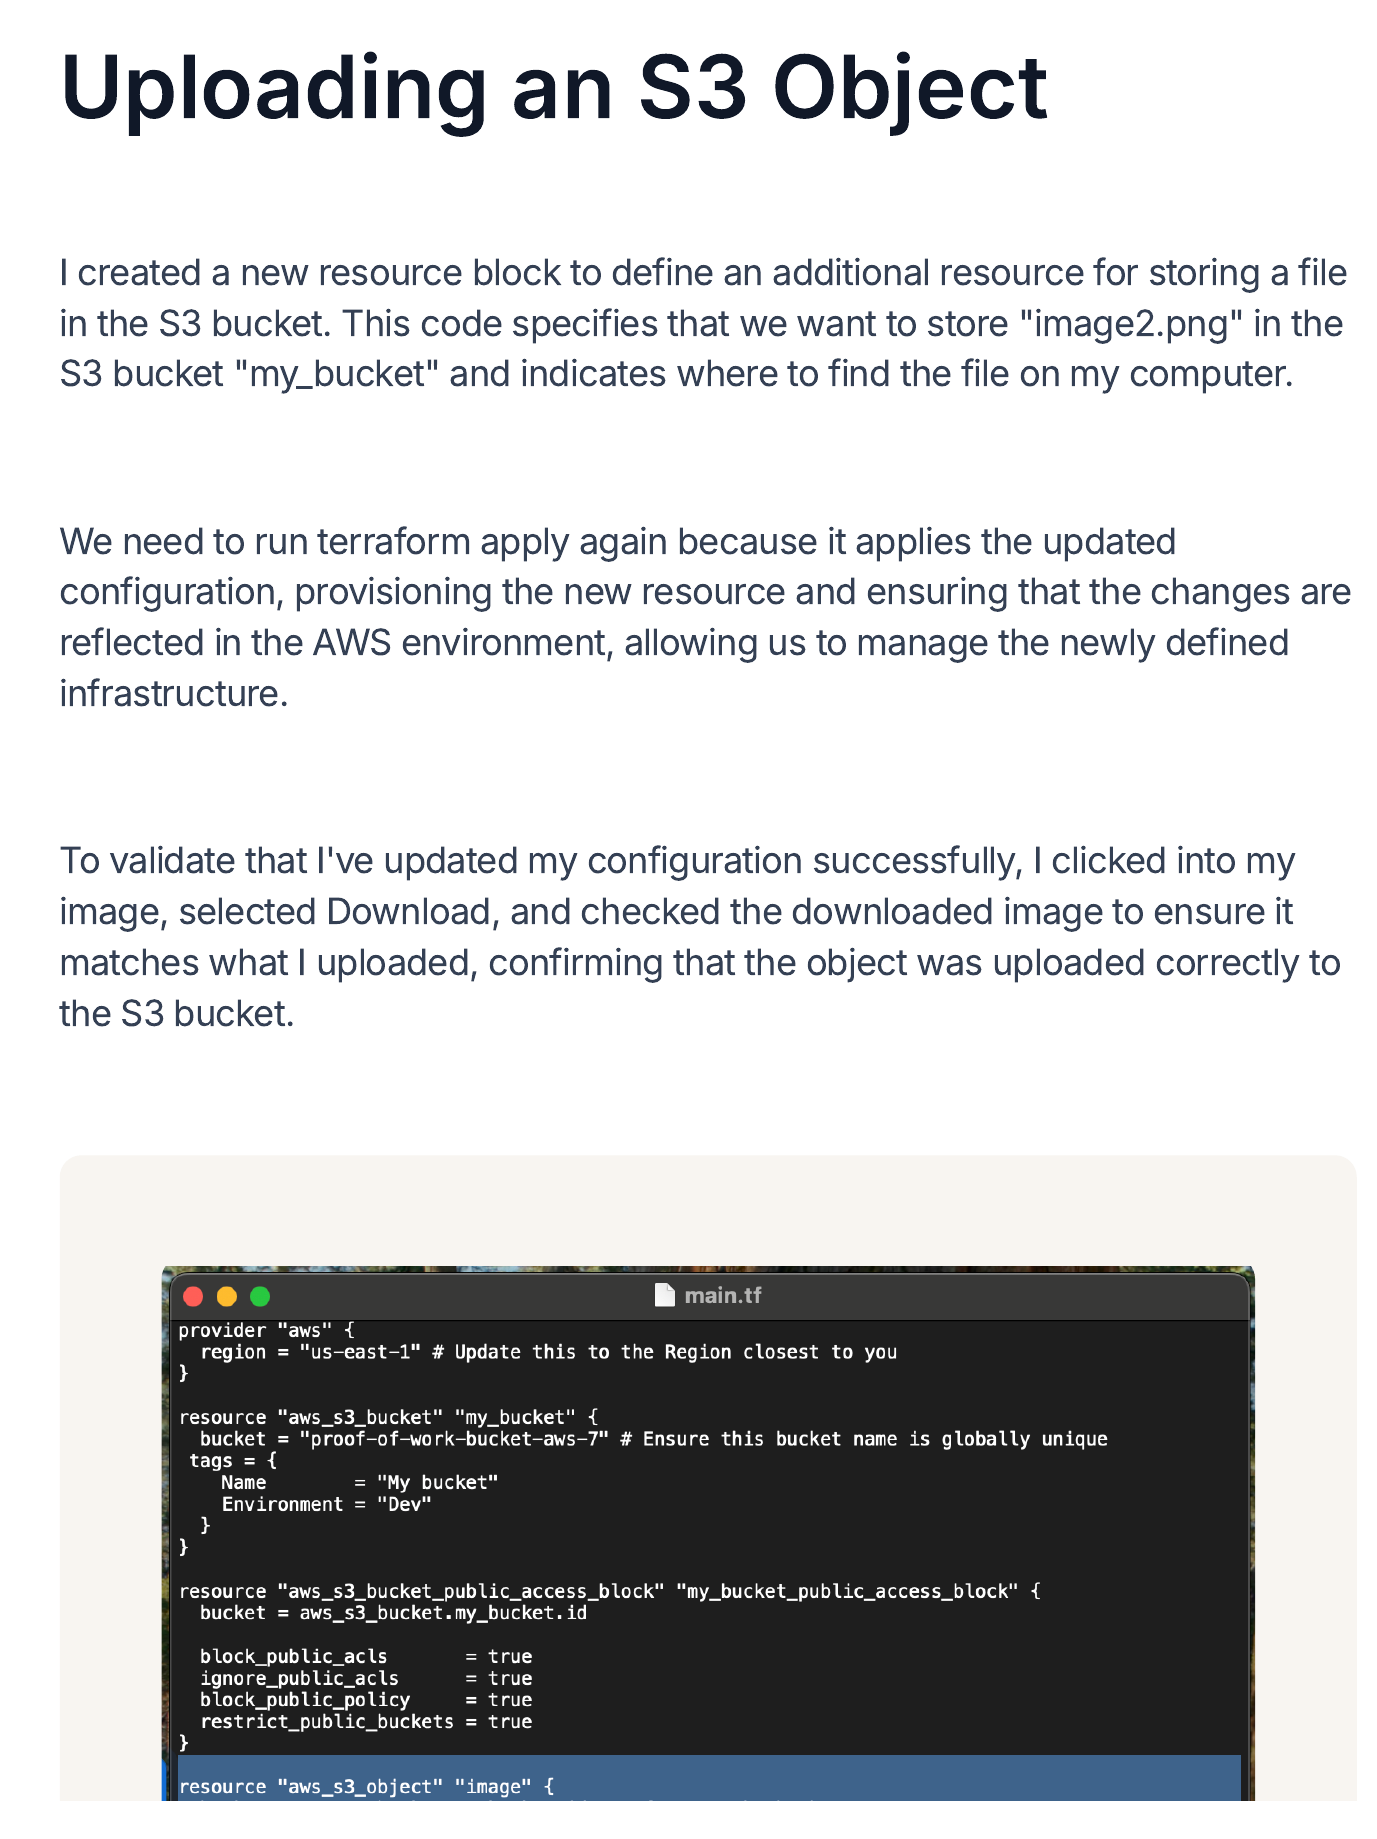 Uploading an S3 Object
I created a new resource block to define an additional resource for storing a file
in the S3 bucket. This code specifies that we want to store "image2.png" in the
S3 bucket "my_bucket" and indicates where to find the file on my computer.
We need to run terraform apply again because it applies the updated
configuration, provisioning the new resource and ensuring that the changes are
reflected in the AWS environment, allowing us to manage the newly defined
infrastructure.
To validate that I've updated my configuration successfully, I clicked into my
image, selected Download, and checked the downloaded image to ensure it
matches what I uploaded, confirming that the object was uploaded correctly to
the S3 bucket.
main.tf
provider "aws" {
  region = "us-east-1" # Update this to the Region closest to you
}
resource "aws_s3_bucket" "my_bucket" {
  bucket = "proof-of-work-bucket-aws-7" # Ensure this bucket name is globally unique
 tags = {
    Name        = "My bucket"
    Environment = "Dev"
  }
}
resource "aws_s3_bucket_public_access_block" "my_bucket_public_access_block" {
  bucket = aws_s3_bucket.my_bucket.id
  block_public_acls       = true
  ignore_public_acls      = true
  block_public_policy     = true
  restrict_public_buckets = true
}
resource "aws_s3_object" "image" {